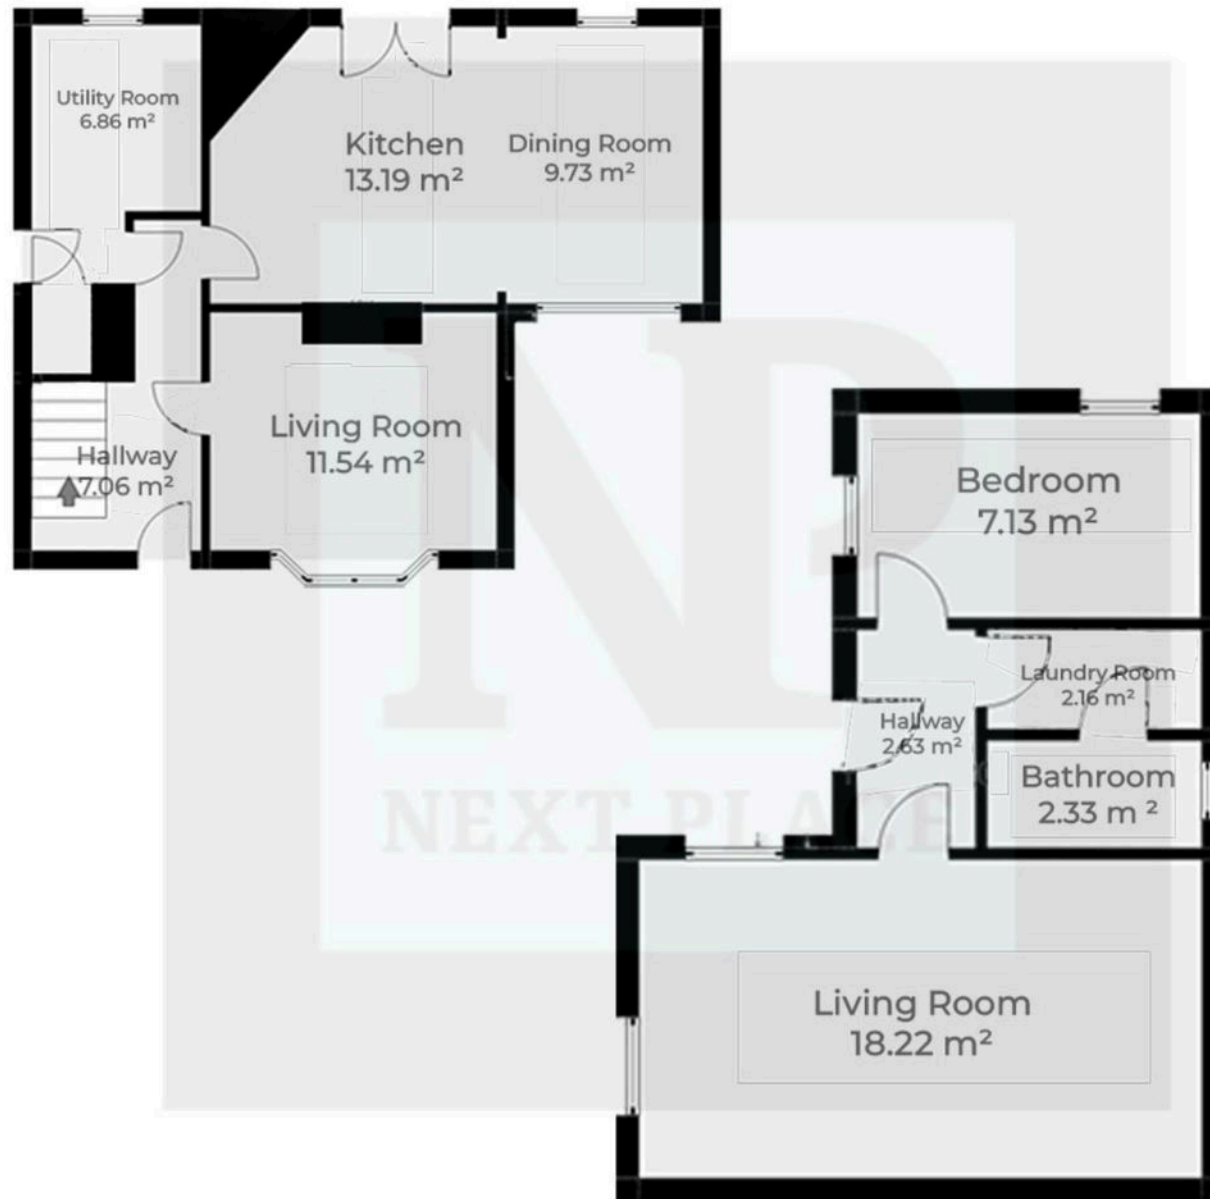 Utility Room
6.86 m²
Kitchen
13.19 m²
Dining Room
9.73 m²
Living Room
11.54 m²
Hallway
7.06 m²
Bedroom
7.13 m²
Laundry Room
2.16 m²
Hallway
2.63 m²
Bathroom
2.33 m ²
Living Room
18.22 m²
NP
NEXT PLACE